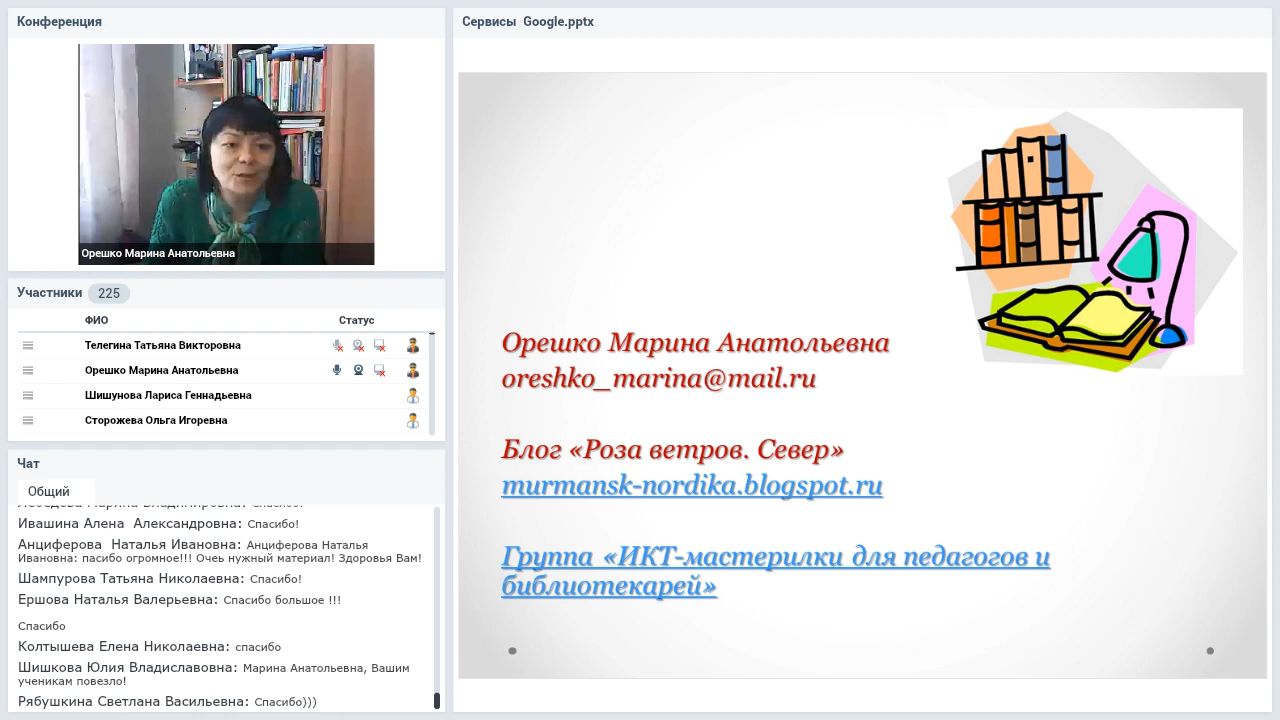 Конференция
Орешко Марина Анатольевна
Участники 225
ФИО Статус
Телегина Татьяна Викторовна
Орешко Марина Анатольевна
Шишунова Лариса Геннадьевна
Сторожева Ольга Игоревна
Чат
Общий
Ивашина Алена Александровна: Спасибо!
Анциферова Наталья Ивановна: Анциферова Наталья
Ивановна: пасибо огромное!!! Очеь нужный материал! Здоровья Вам!
Шампурова Татьяна Николаевна: Спасибо!
Ершова Наталья Валерьевна: Спасибо большое !!!
Спасибо
Колтышева Елена Николаевна: спасибо
Шишкова Юлия Владиславовна: Марина Анатольевна, Вашим
ученикам повезло!
Рябушкина Светлана Васильевна: Спасибо)))
Сервисы Google.pptx
Орешко Марина Анатольевна
oreshko_marina@mail.ru
Блог «Роза ветров. Север»
murmansk-nordika.blogspot.ru
Группа «ИКТ-мастерилки для педагогов и
библиотекарей»